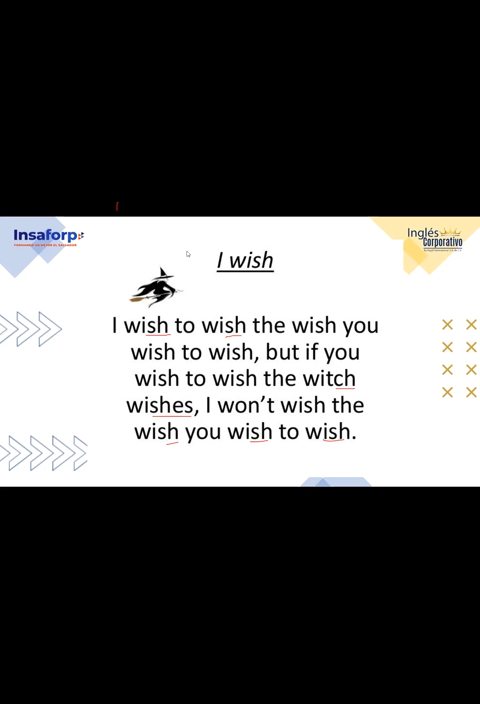 Insaforp
Inglés
Corporativo
I wish
I wish to wish the wish you
wish to wish, but if you
wish to wish the witch
wishes, I won't wish the
wish you wish to wish.